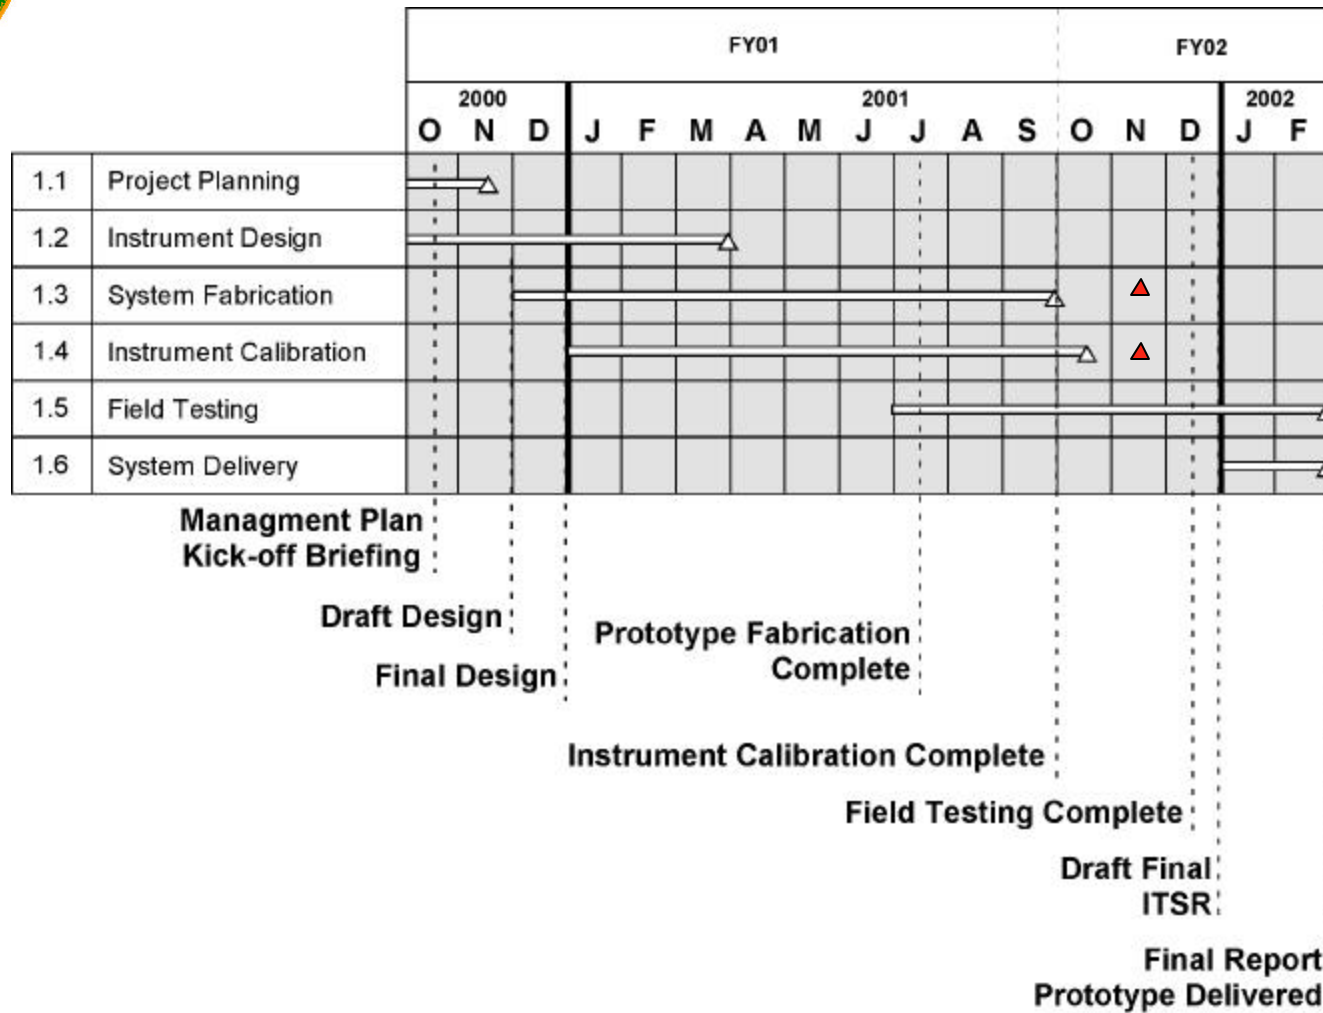 FY01 FY02
2000 2001 2002
O N D J F M A M J J A S O N D J F
1.1 Project Planning
1.2 Instrument Design
1.3 System Fabrication
1.4 Instrument Calibration
1.5 Field Testing
1.6 System Delivery
Managment Plan
Kick-off Briefing
Draft Design
Prototype Fabrication
Complete
Final Design
Instrument Calibration Complete
Field Testing Complete
Draft Final
ITSR
Final Report
Prototype Delivered